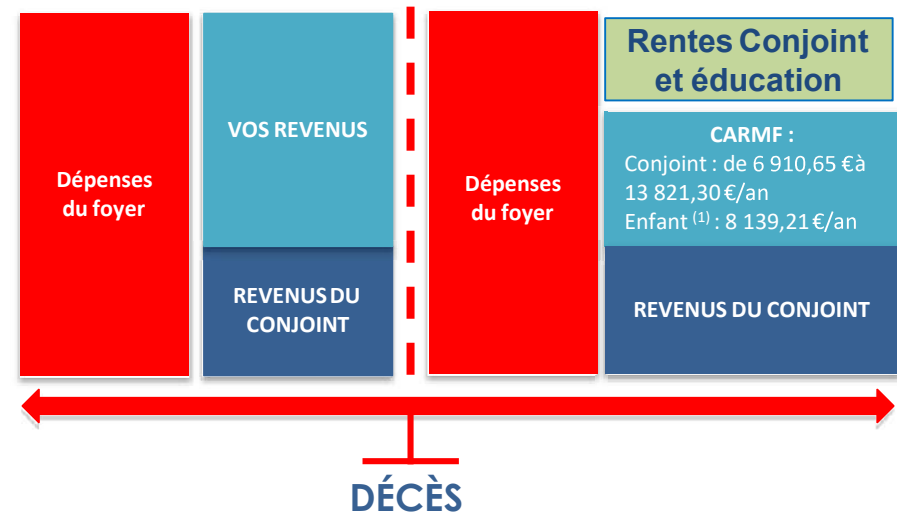 Dépenses
du foyer
VOS REVENUS
REVENUS DU
CONJOINT
Dépenses
du foyer
Rentes Conjoint
et éducation
CARMF :
Conjoint : de 6 910,65 €à
13 821,30 €/an
Enfant (1) : 8 139,21 €/an
REVENUS DU CONJOINT
DÉCÈS